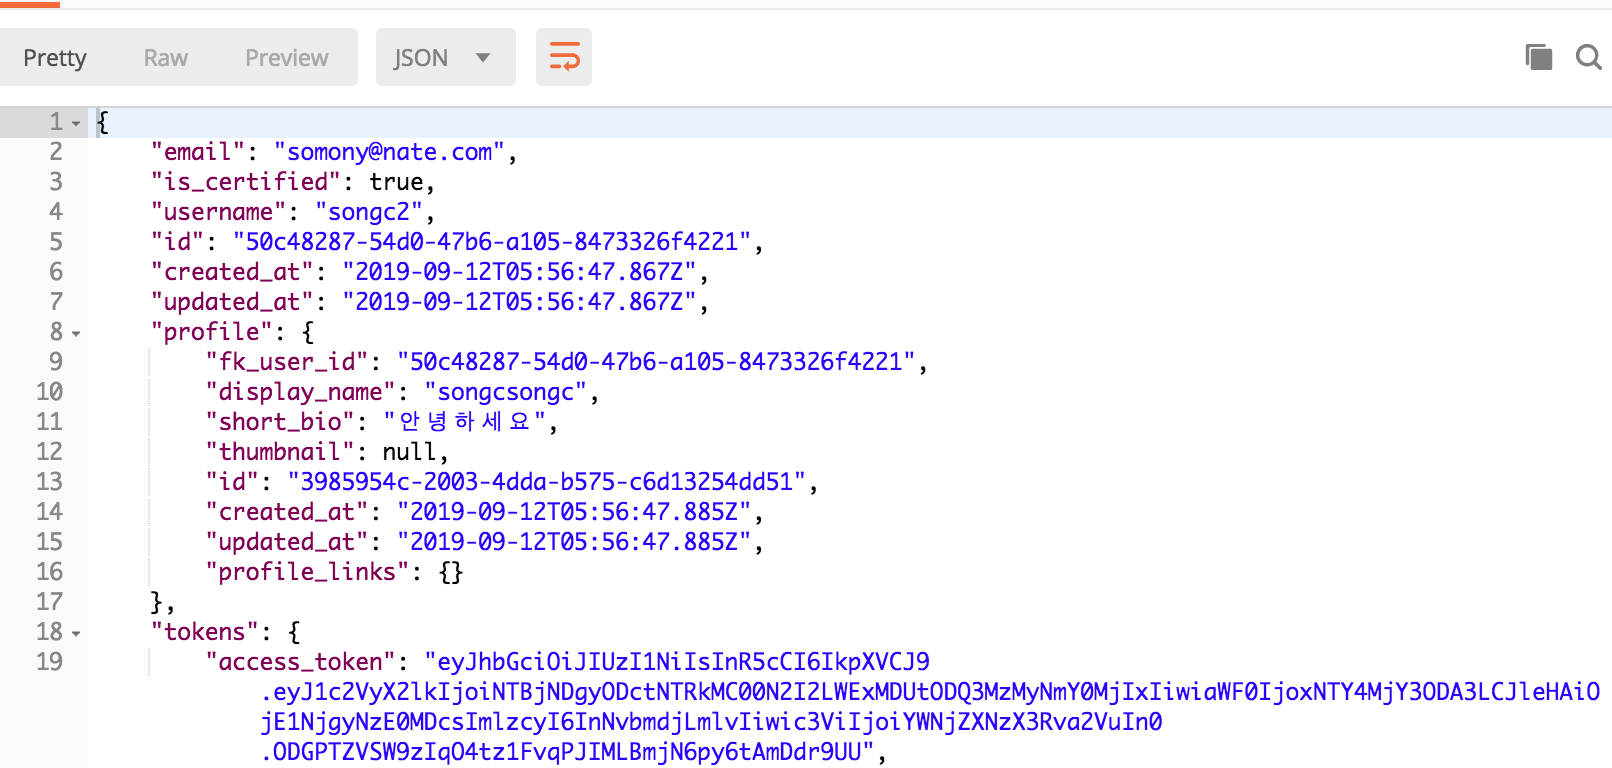 Pretty Raw Preview JSON
1 {
2 "email": "somony@nate.com",
3 "is_certified": true,
4 "username": "songc2",
5 "id": "50c48287-54d0-47b6-a105-8473326f4221",
6 "created_at": "2019-09-12T05:56:47.867Z",
7 "updated_at": "2019-09-12T05:56:47.867Z",
8 "profile": {
9 "fk_user_id": "50c48287-54d0-47b6-a105-8473326f4221",
10 "display_name": "songcsongc",
11 "short_bio": "안녕하세요",
12 "thumbnail": null,
13 "id": "3985954c-2003-4dda-b575-c6d13254dd51",
14 "created_at": "2019-09-12T05:56:47.885Z",
15 "updated_at": "2019-09-12T05:56:47.885Z",
16 "profile_links": {}
17 },
18 "tokens": {
19 "access_token": "eyJhbGciOiJIUzI1NiIsInR5cCI6IkpXVCJ9
.eyJ1c2VyX2lkIjoiNTBjNDgyODctNTRkMC00N2I2LWExMDUtODQ3MzMyNmY0MjIxIiwiaWF0IjoxNTY4MjY3ODA3LCJleHAiO
jE1NjgyNzE0MDcsImlzcyI6InNvbmdjLmlvIiwic3ViIjoiYWNjZXNzX3Rva2VuIn0
.ODGPTZVSW9zIqO4tz1FvqPJIMLBmjN6py6tAmDdr9UU",